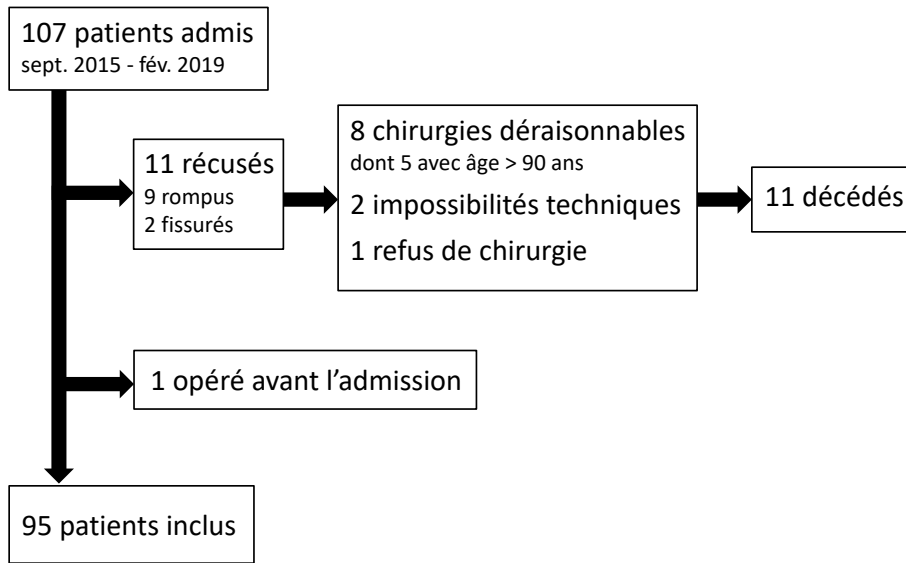 107 patients admis
sept. 2015 - fév. 2019
11 récusés
9 rompus
2 fissurés
8 chirurgies déraisonnables
dont 5 avec âge > 90 ans
2 impossibilités techniques
1 refus de chirurgie
11 décédés
1 opéré avant l'admission
95 patients inclus